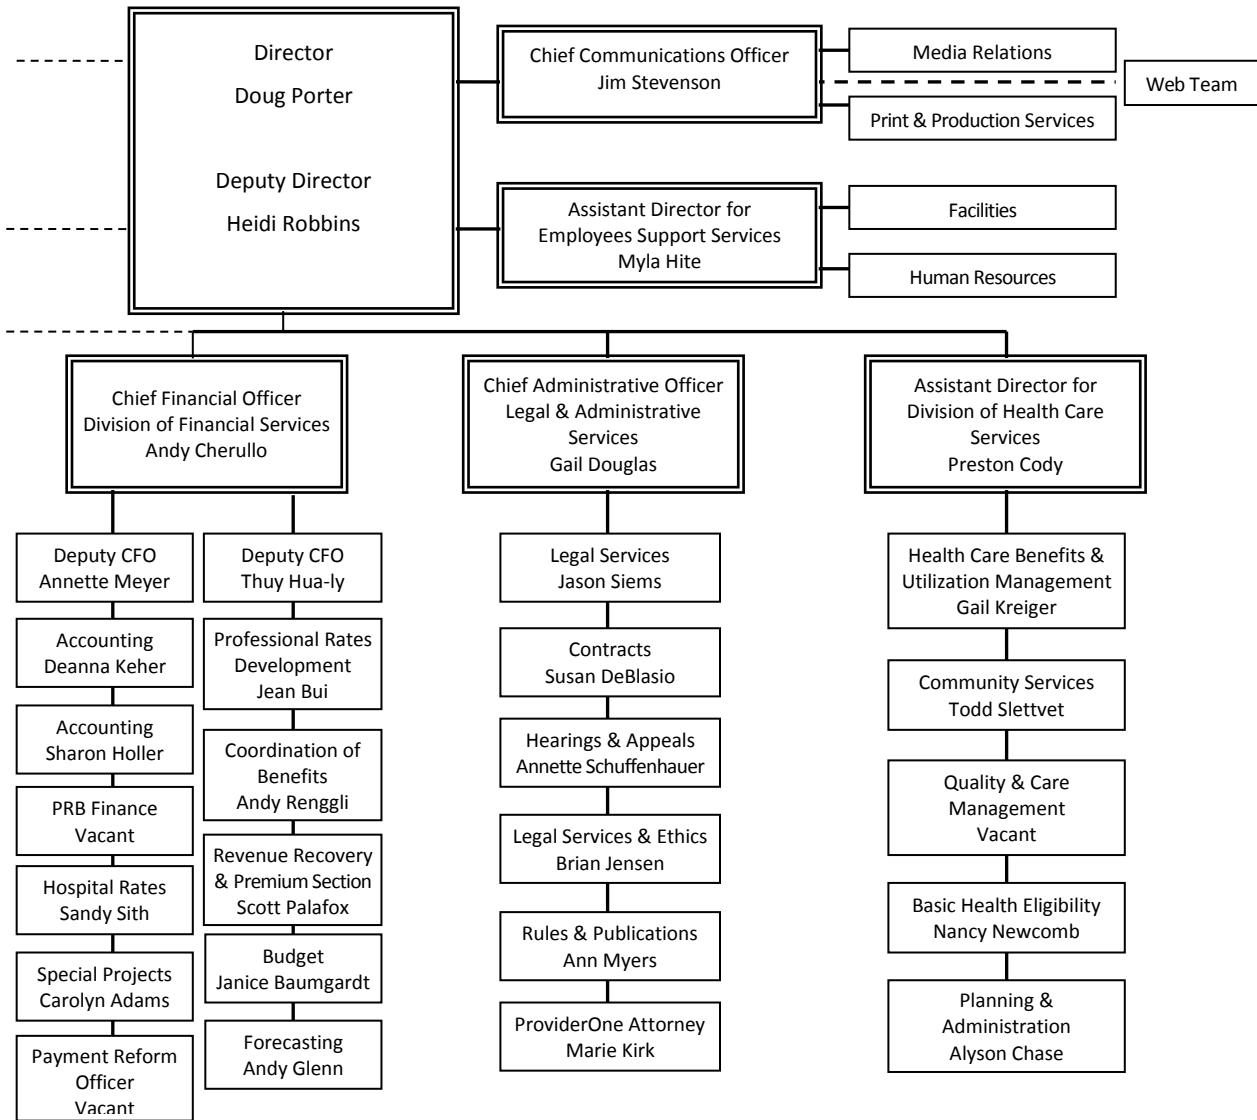 Director
Doug Porter
Deputy Director
Heidi Robbins
Chief Communications Officer
Jim Stevenson
Media Relations
Web Team
Print & Production Services
Assistant Director for
Employees Support Services
Myla Hite
Facilities
Human Resources
Chief Financial Officer
Division of Financial Services
Andy Cherullo
Deputy CFO
Annette Meyer
Accounting
Deanna Keher
Accounting
Sharon Holler
PRB Finance
Vacant
Hospital Rates
Sandy Sith
Special Projects
Carolyn Adams
Payment Reform
Officer
Vacant
Deputy CFO
Thuy Hua-ly
Professional Rates
Development
Jean Bui
Coordination of
Benefits
Andy Renggli
Revenue Recovery
& Premium Section
Scott Palafox
Budget
Janice Baumgardt
Forecasting
Andy Glenn
Chief Administrative Officer
Legal & Administrative
Services
Gail Douglas
Legal Services
Jason Siems
Contracts
Susan DeBlasio
Hearings & Appeals
Annette Schuffenhauer
Legal Services & Ethics
Brian Jensen
Rules & Publications
Ann Myers
ProviderOne Attorney
Marie Kirk
Assistant Director for
Division of Health Care
Services
Preston Cody
Health Care Benefits &
Utilization Management
Gail Kreiger
Community Services
Todd Slettvet
Quality & Care
Management
Vacant
Basic Health Eligibility
Nancy Newcomb
Planning &
Administration
Alyson Chase